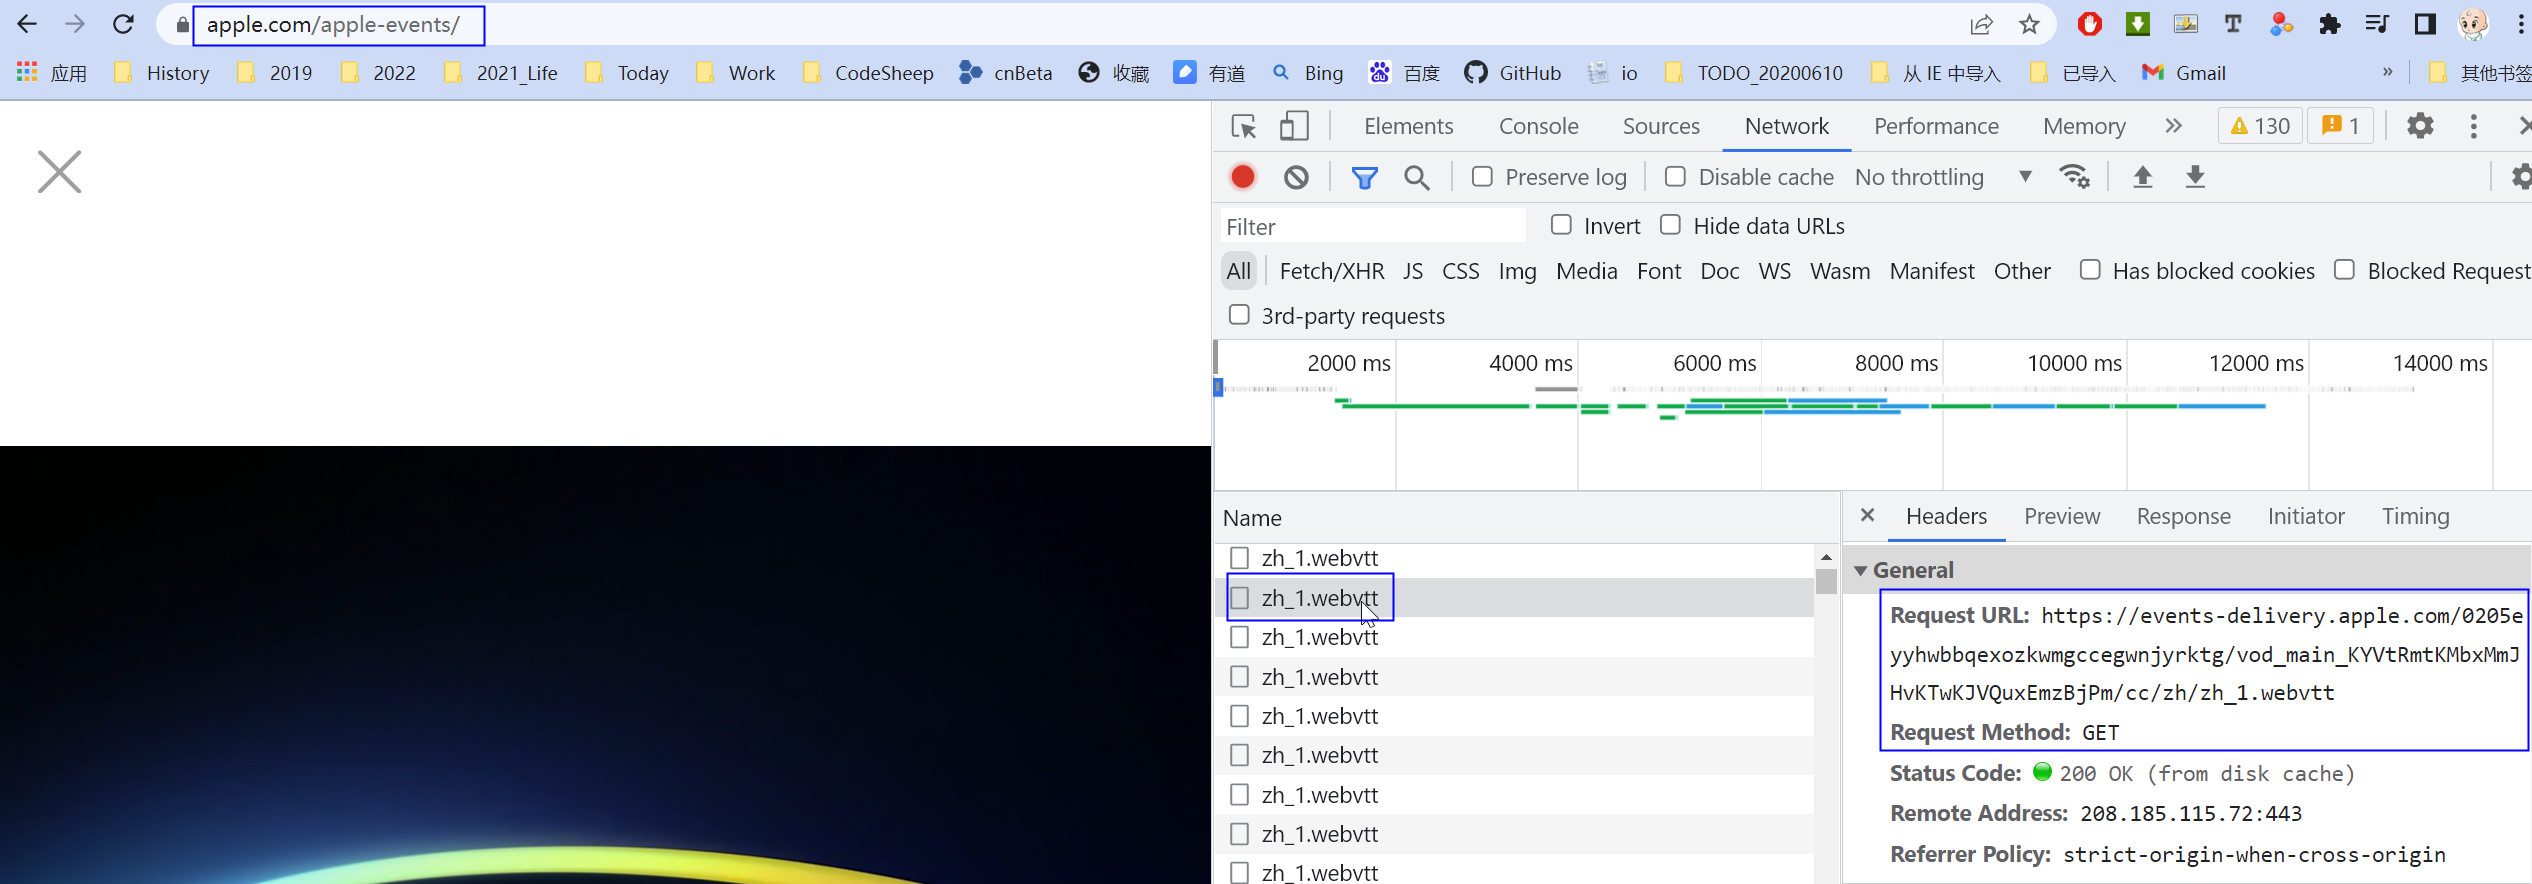 apple.com/apple-events/
应用 History 2019 2022 2021_Life Today Work CodeSheep cnBeta 收藏 有道 Bing 百度 GitHub io TODO_20200610 从 IE 中导入 已导入 Gmail » 其他书签
Elements Console Sources Network Performance Memory 130 1
Preserve log Disable cache No throttling
Filter Invert Hide data URLs
All Fetch/XHR JS CSS Img Media Font Doc WS Wasm Manifest Other Has blocked cookies Blocked Request
3rd-party requests
2000 ms 4000 ms 6000 ms 8000 ms 10000 ms 12000 ms 14000 ms
Name
zh_1.webvtt
zh_1.webvtt
zh_1.webvtt
zh_1.webvtt
zh_1.webvtt
zh_1.webvtt
zh_1.webvtt
zh_1.webvtt
zh_1.webvtt
Headers Preview Response Initiator Timing
General
Request URL: https://events-delivery.apple.com/0205e
yyhwbbqexozkwmgccegwnjyrktg/vod_main_KYVtRmtKMbxMmJ
HvKTwKJVQuxEmzBjPm/cc/zh/zh_1.webvtt
Request Method: GET
Status Code: 200 OK (from disk cache)
Remote Address: 208.185.115.72:443
Referrer Policy: strict-origin-when-cross-origin